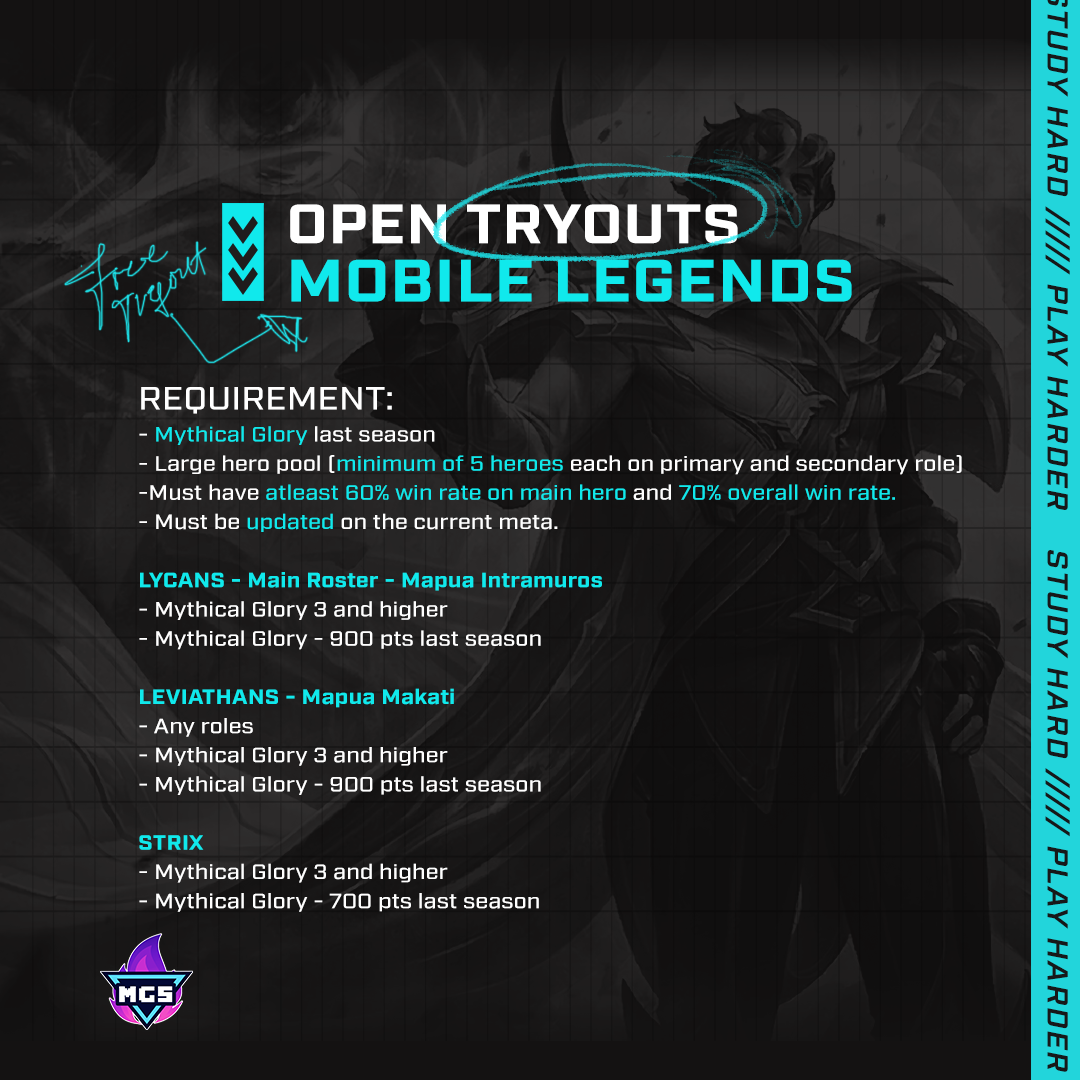 OPEN TRYOUTS
MOBILE LEGENDS
Free
Tryout
REQUIREMENT:
- Mythical Glory last season
- Large hero pool (minimum of 5 heroes each on primary and secondary role)
-Must have atleast 60% win rate on main hero and 70% overall win rate.
- Must be updated on the current meta.
LYCANS - Main Roster - Mapua Intramuros
- Mythical Glory 3 and higher
- Mythical Glory - 900 pts last season
LEVIATHANS - Mapua Makati
- Any roles
- Mythical Glory 3 and higher
- Mythical Glory - 900 pts last season
STRIX
- Mythical Glory 3 and higher
- Mythical Glory - 700 pts last season
MGS
STUDY HARD ///// PLAY HARDER STUDY HARD ///// PLAY HARDER